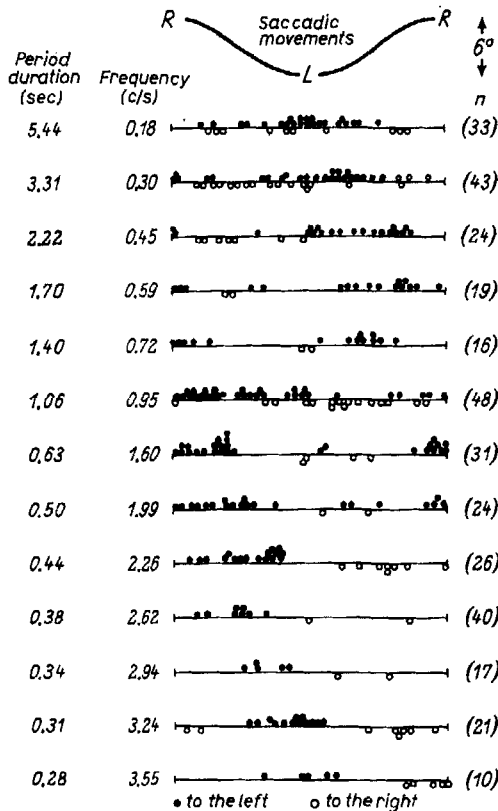 R Saccadic movements R
L
6°
Period duration (sec) Frequency (c/s) n
5,44 0,18 (33)
3,31 0,30 (43)
2,22 0,45 (24)
1,70 0,59 (19)
1,40 0,72 (16)
1,06 0,95 (48)
0,63 1,60 (31)
0,50 1,99 (24)
0,44 2,26 (26)
0,38 2,62 (40)
0,34 2,94 (17)
0,31 3,24 (21)
0,28 3,55 (10)
• to the left o to the right